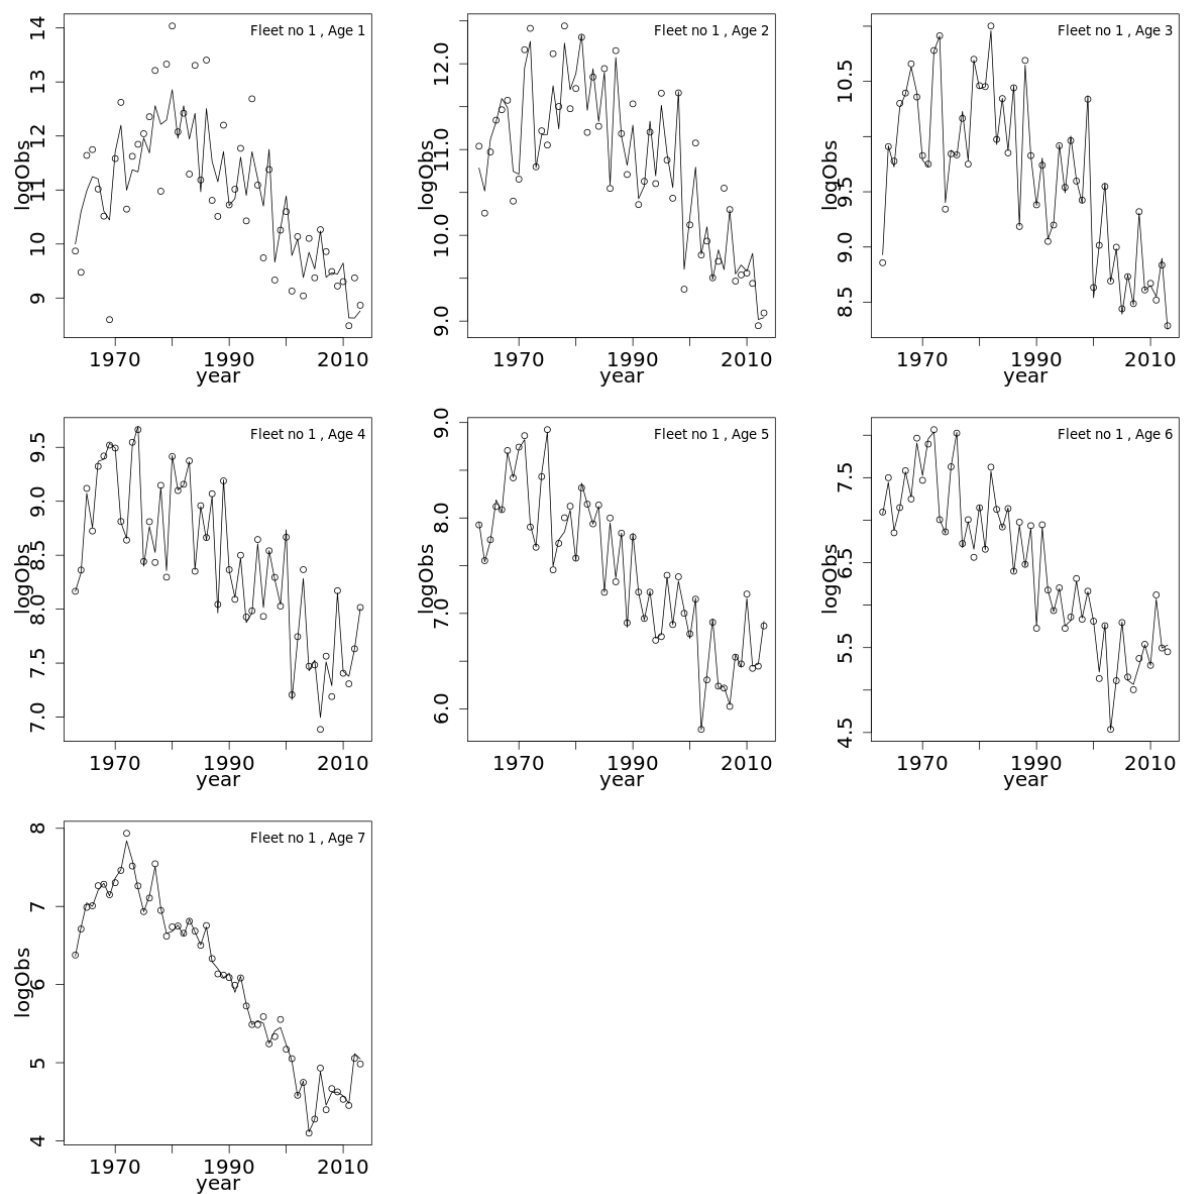 Fleet no 1 , Age 1
logObs
14
13
12
11
10
9
1970
1990
2010
year
Fleet no 1 , Age 2
logObs
12.0
11.0
10.0
9.0
1970
1990
2010
year
Fleet no 1 , Age 3
logObs
10.5
9.5
9.0
8.5
1970
1990
2010
year
Fleet no 1 , Age 4
logObs
9.5
9.0
8.5
8.0
7.5
7.0
1970
1990
2010
year
Fleet no 1 , Age 5
logObs
9.0
8.0
7.0
6.0
1970
1990
2010
year
Fleet no 1 , Age 6
logObs
7.5
6.5
5.5
4.5
1970
1990
2010
year
Fleet no 1 , Age 7
logObs
8
7
6
5
4
1970
1990
2010
year